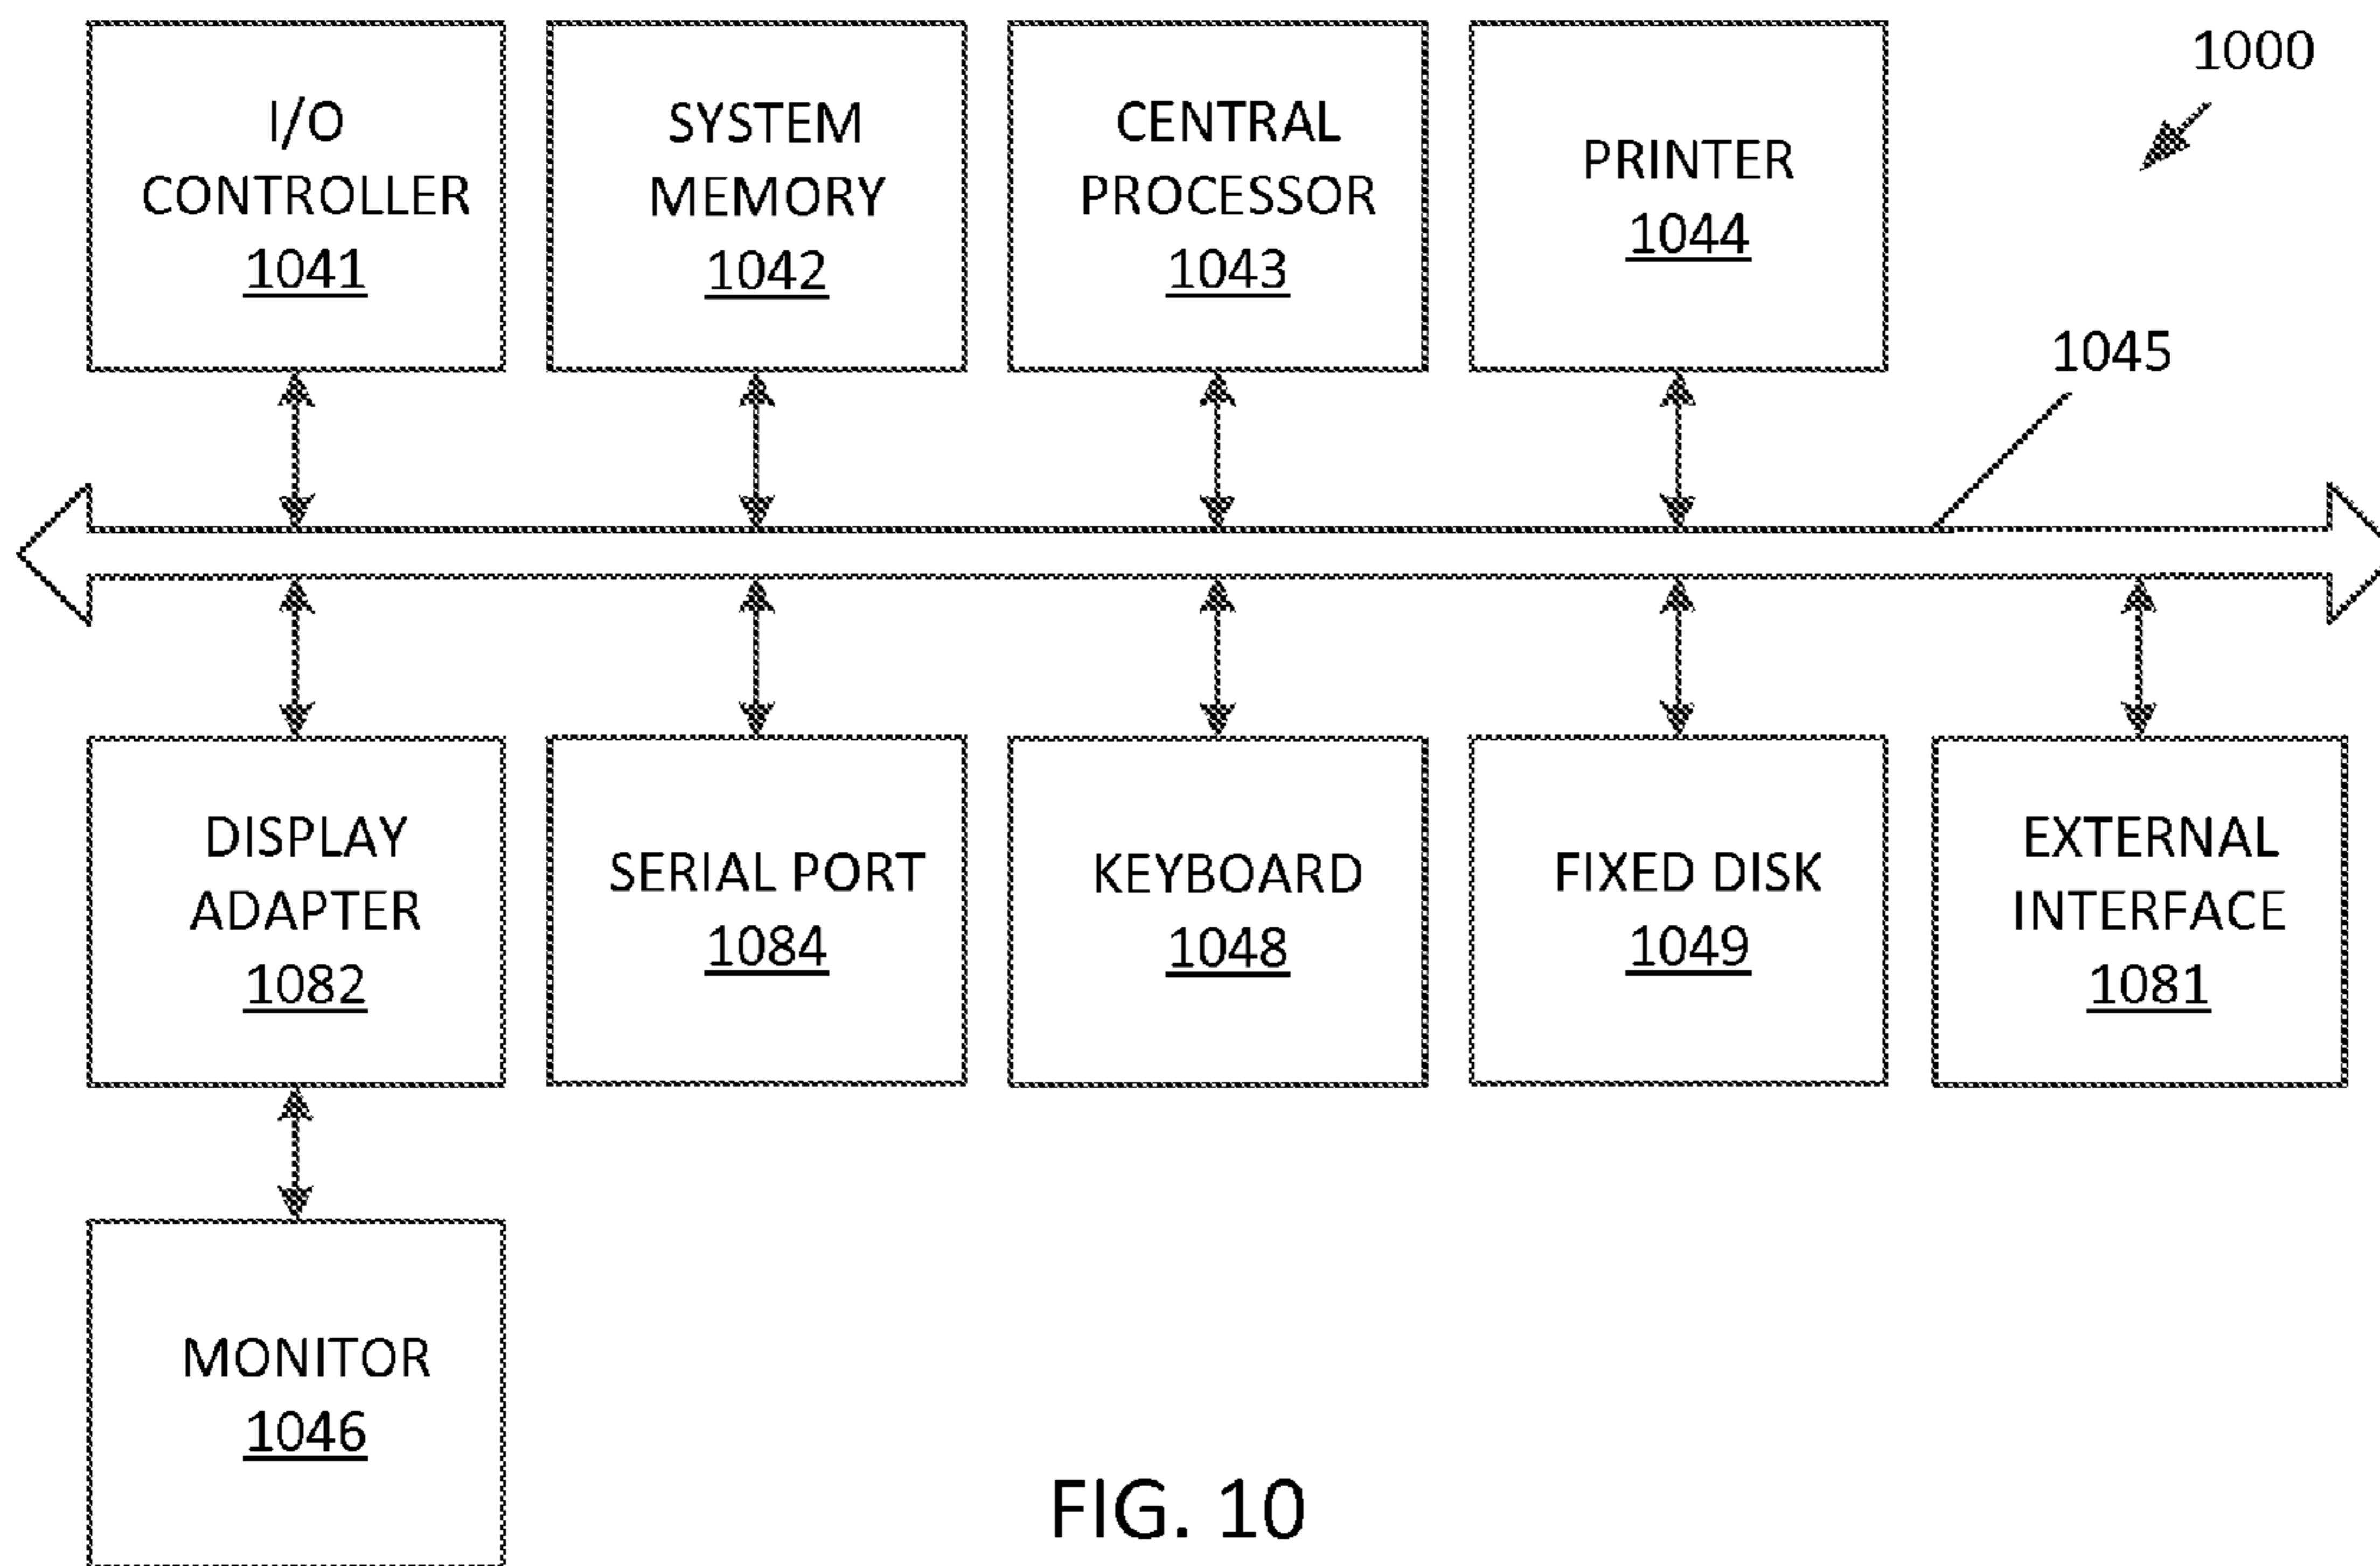 I/O
CONTROLLER
1041
SYSTEM
MEMORY
1042
CENTRAL
PROCESSOR
1043
PRINTER
1044
1000
1045
DISPLAY
ADAPTER
1082
SERIAL PORT
1084
KEYBOARD
1048
FIXED DISK
1049
EXTERNAL
INTERFACE
1081
MONITOR
1046
FIG. 10